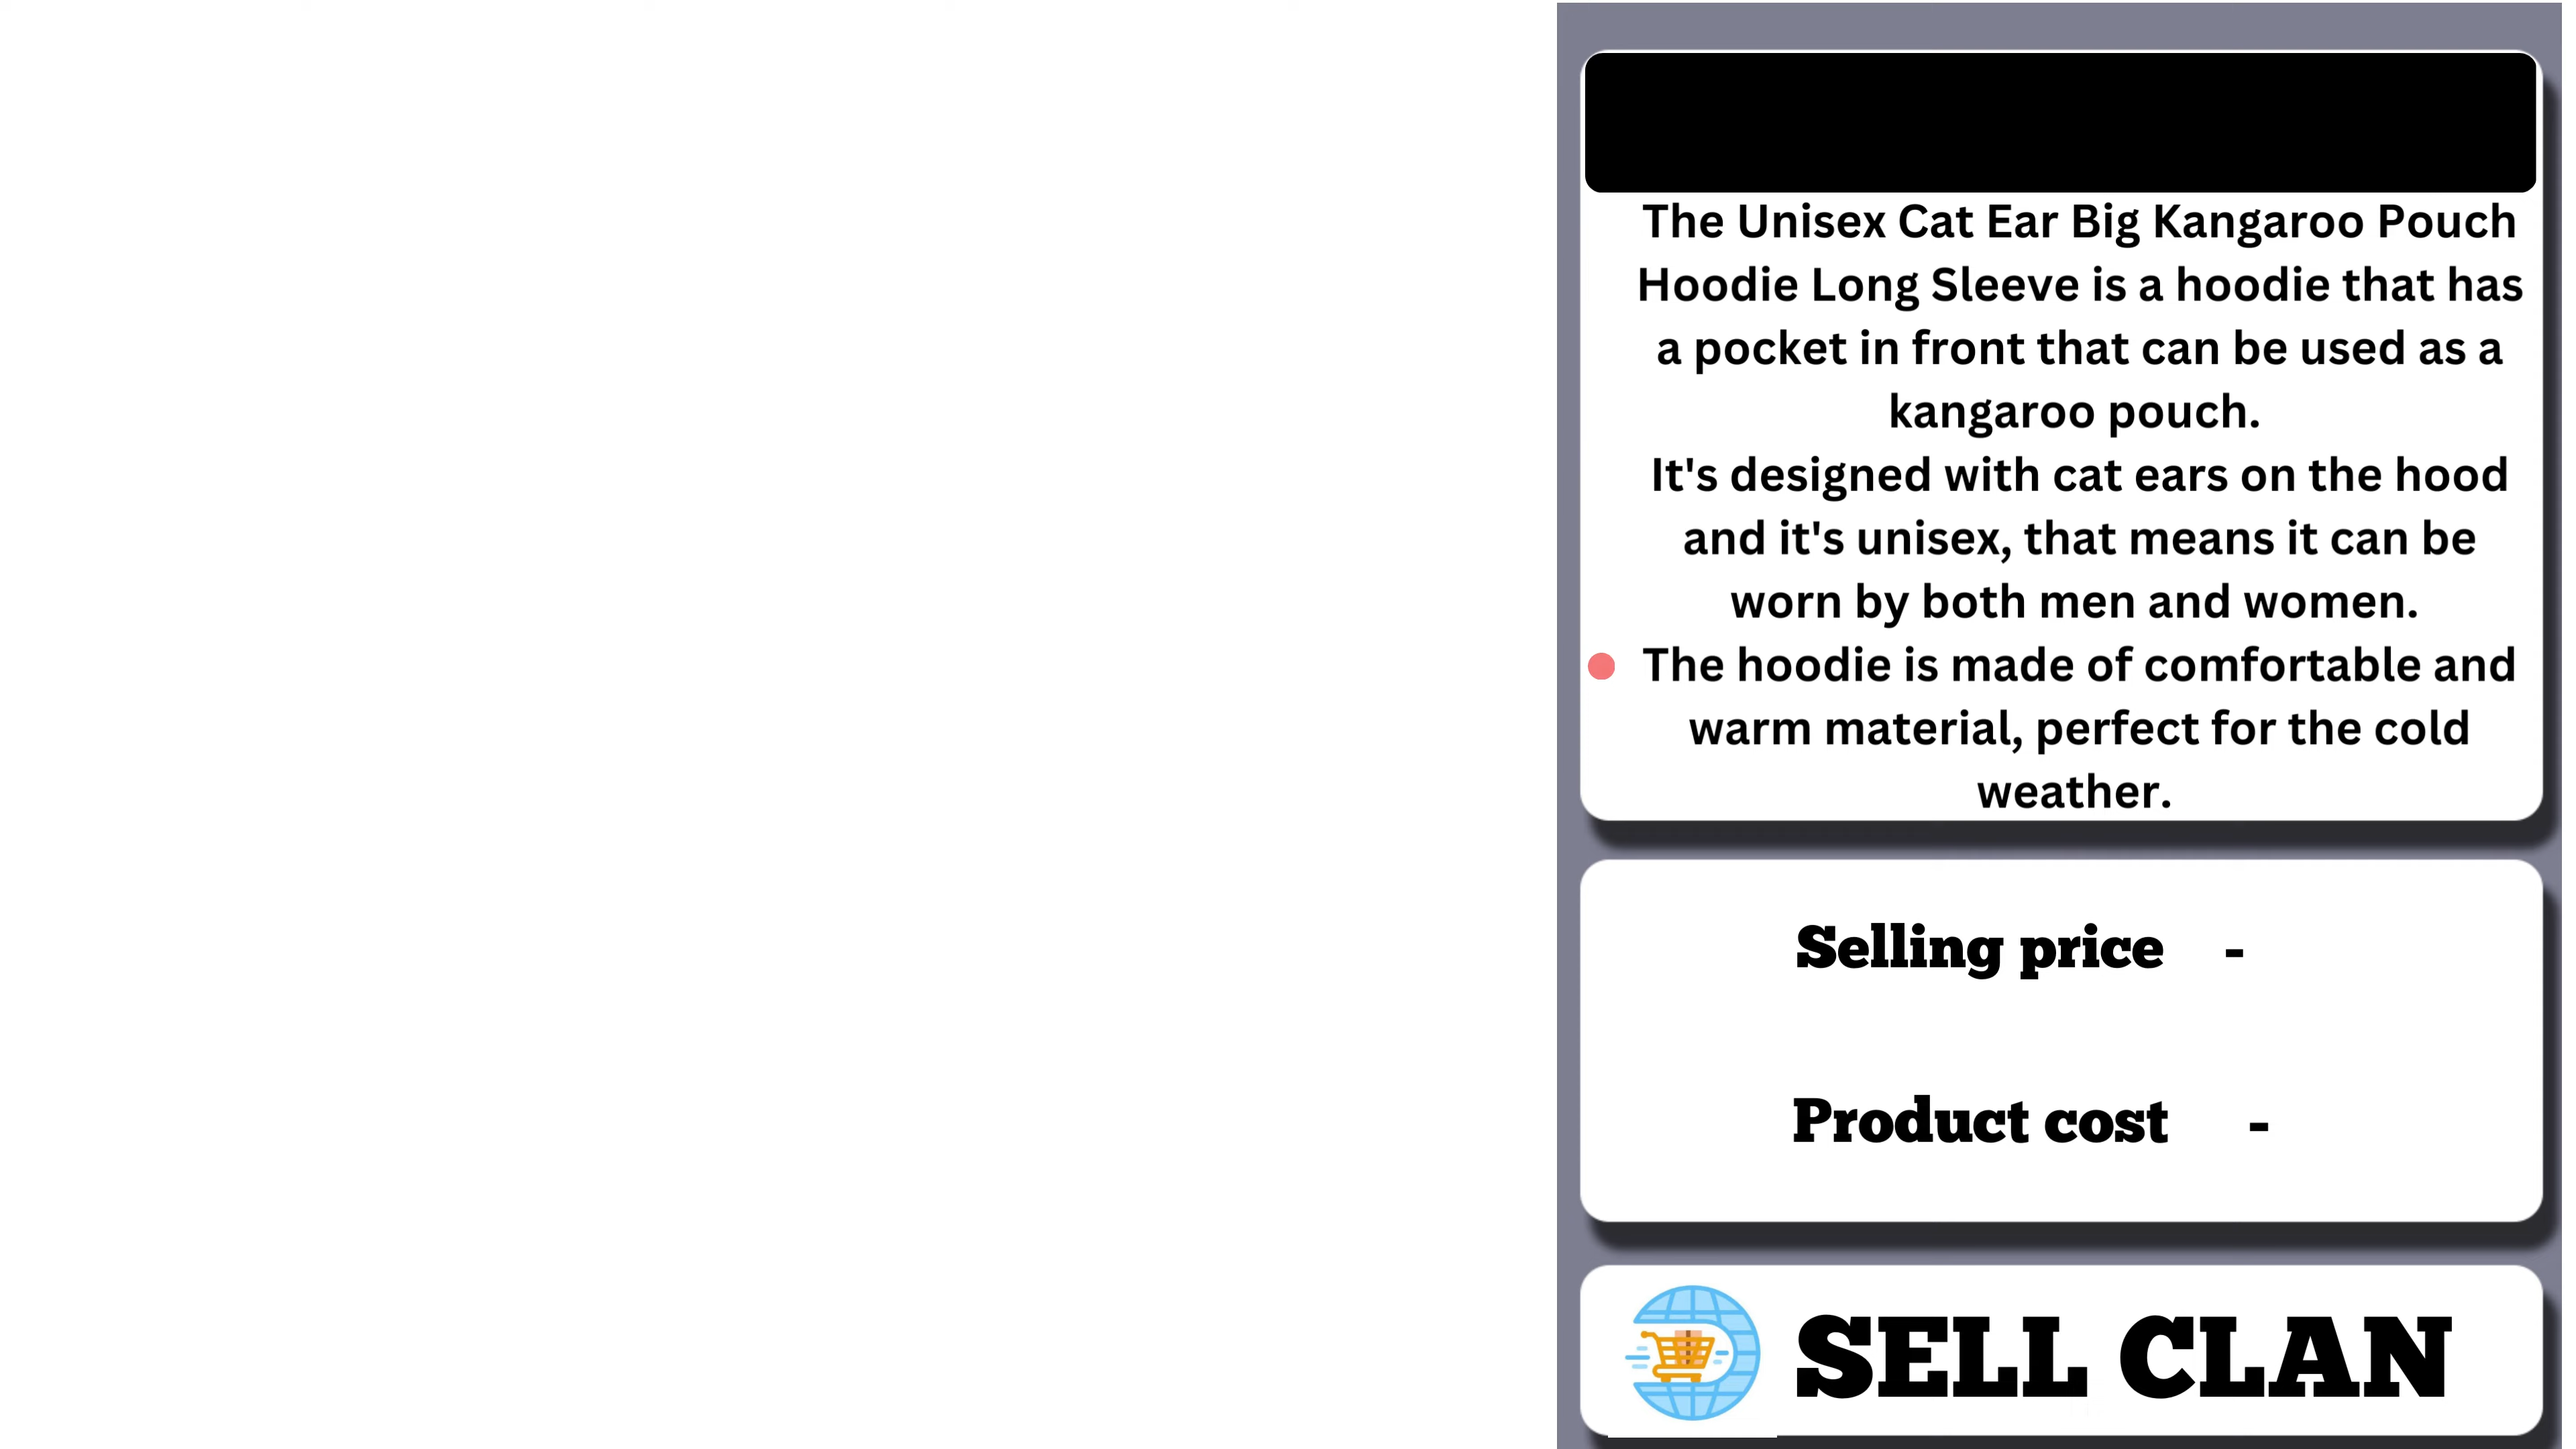 The Unisex Cat Ear Big Kangaroo Pouch
Hoodie Long Sleeve is a hoodie that has
a pocket in front that can be used as a
kangaroo pouch.
It's designed with cat ears on the hood
and it's unisex, that means it can be
worn by both men and women.
The hoodie is made of comfortable and
warm material, perfect for the cold
weather.
Selling price -
Product cost -
SELL CLAN